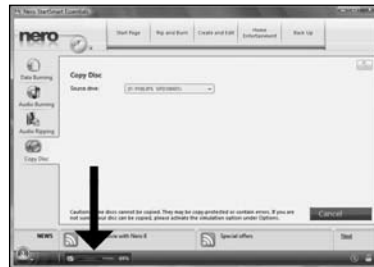 Nero StartSmart Essentials
nero
Start Page
Rip and Burn
Create and Edit
Home Entertainment
Back Up
Data Burning
Audio Burning
Audio Ripping
Copy Disc
Copy Disc
Source drive:
Caution: discs cannot be copied. They may be copy-protected or contain errors. If you are
not sure your disc can be copied, please activate the simulation option under Options.
Cancel
NEWS
with Nero 8
Special offers
Next